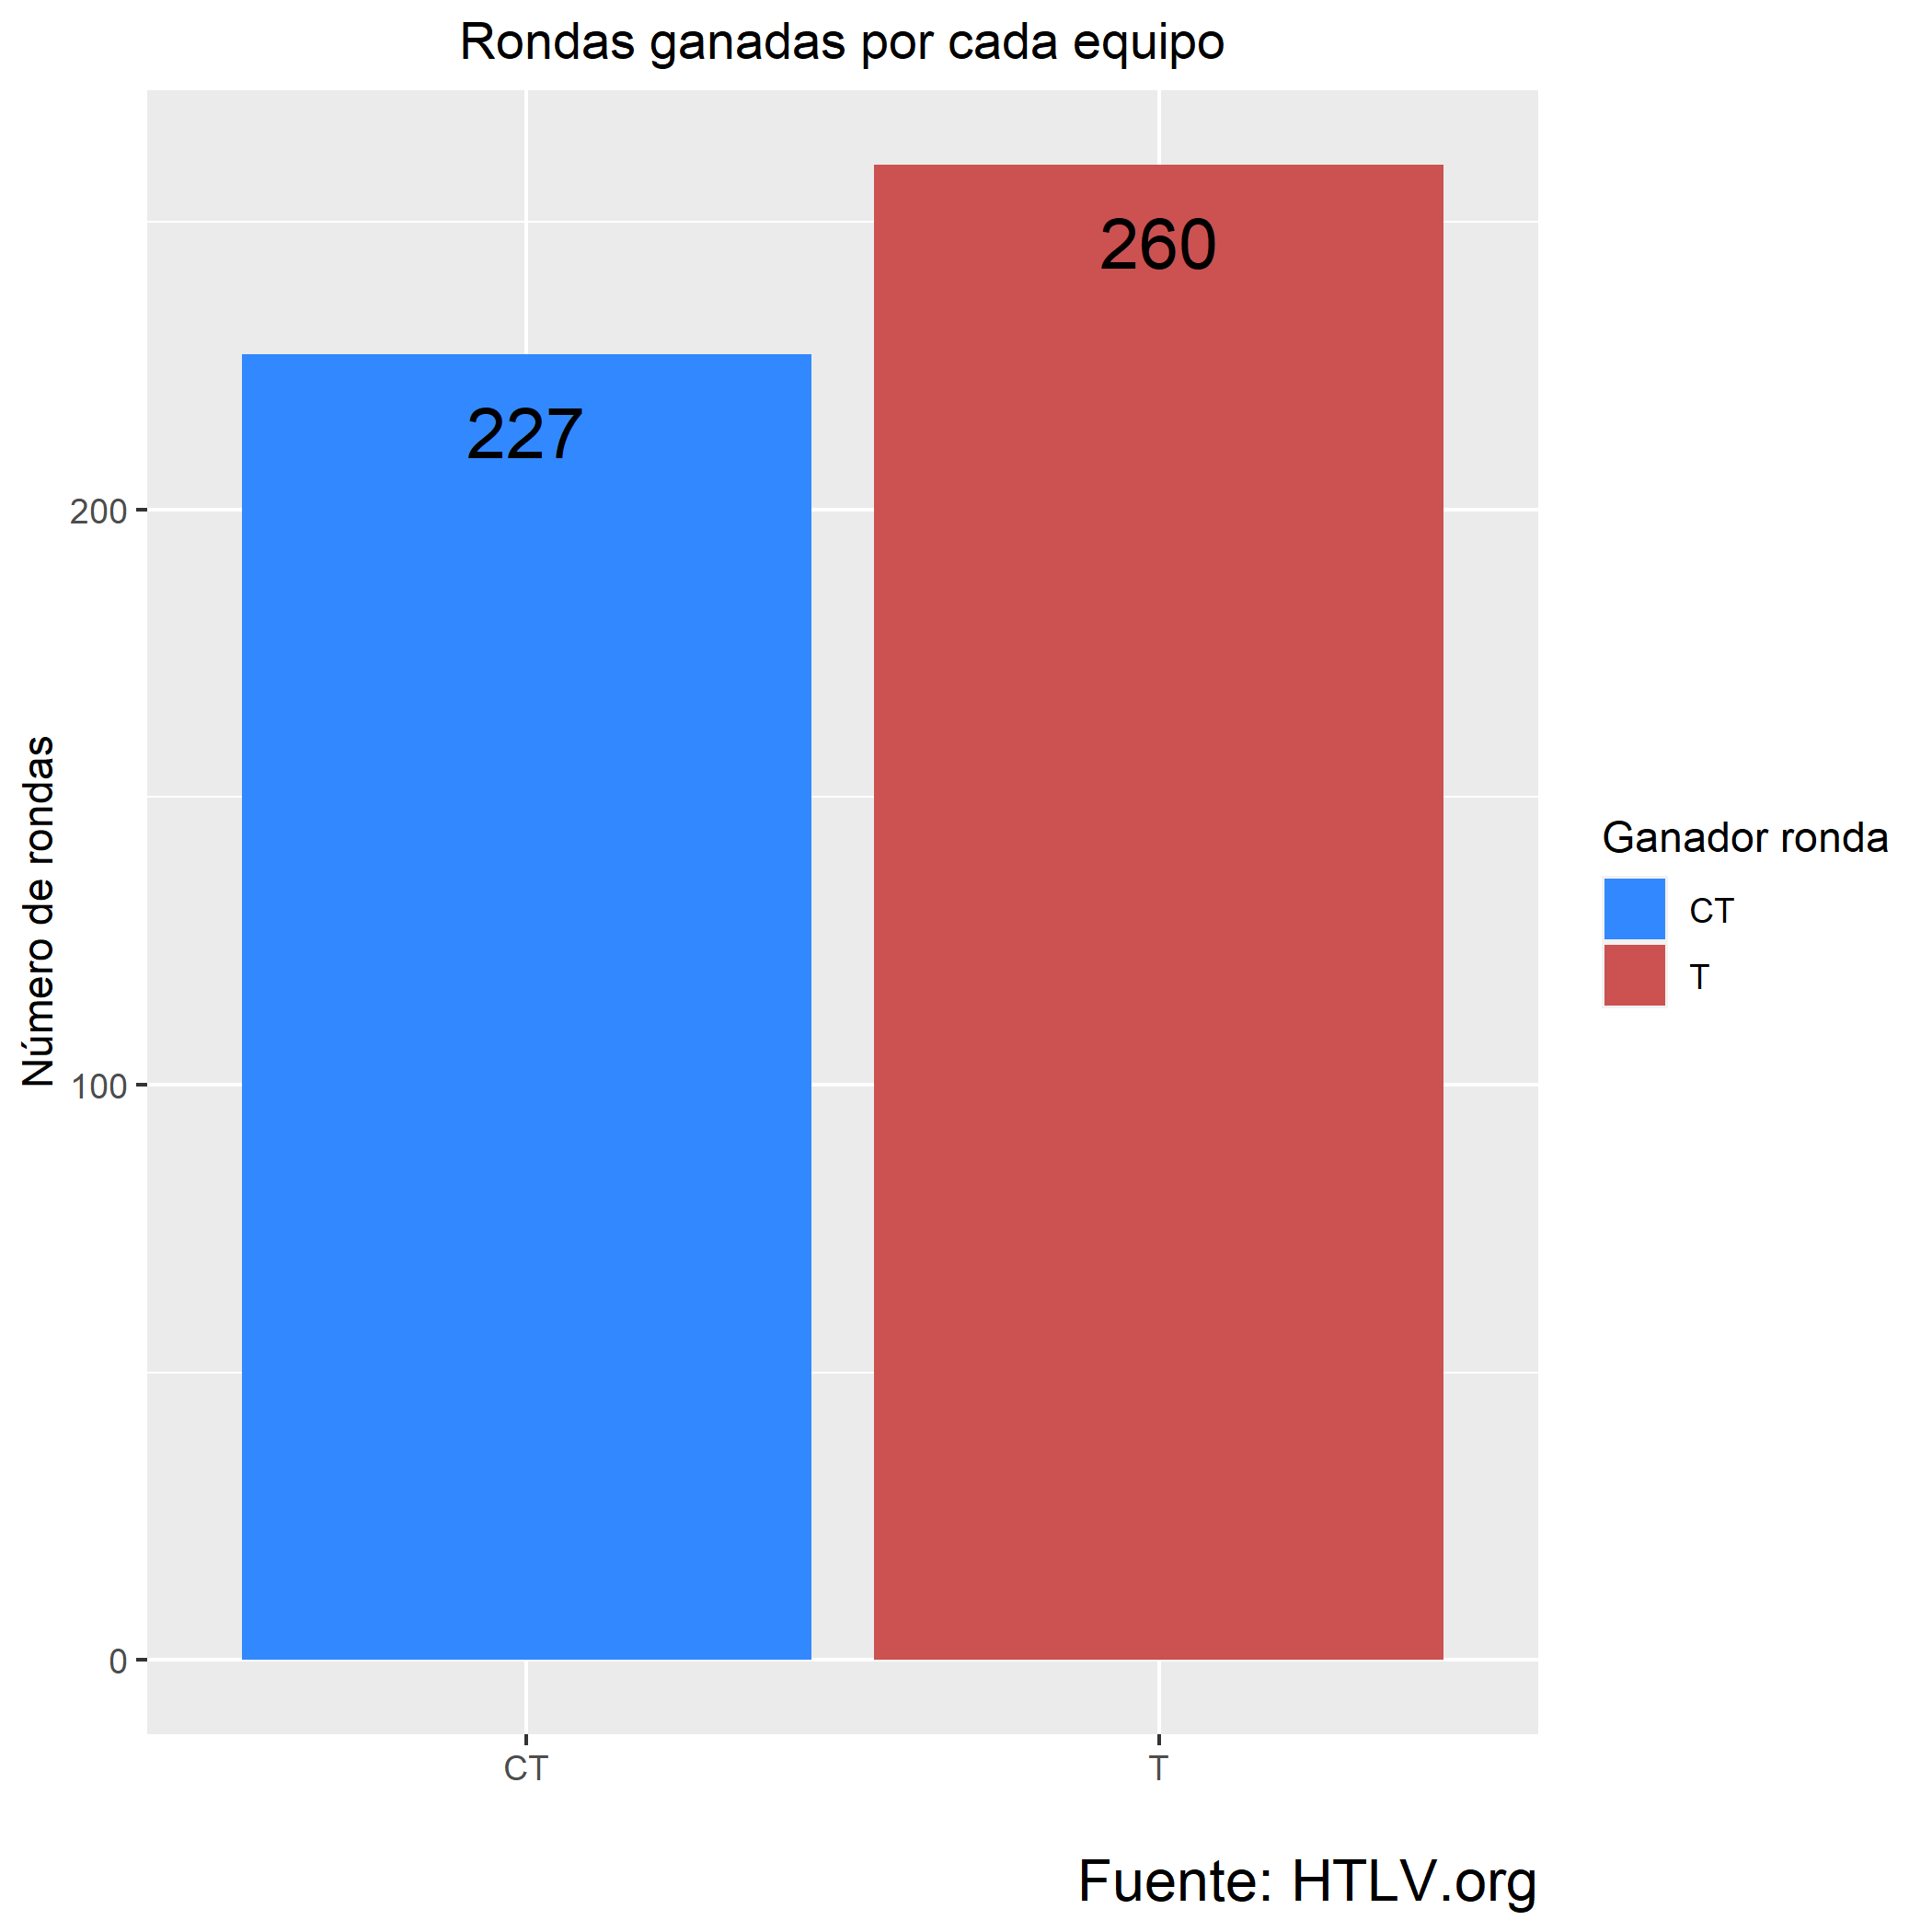 Rondas ganadas por cada equipo
260
227
200
100
0
Número de rondas
CT
T
Ganador ronda
CT
T
Fuente: HTLV.org